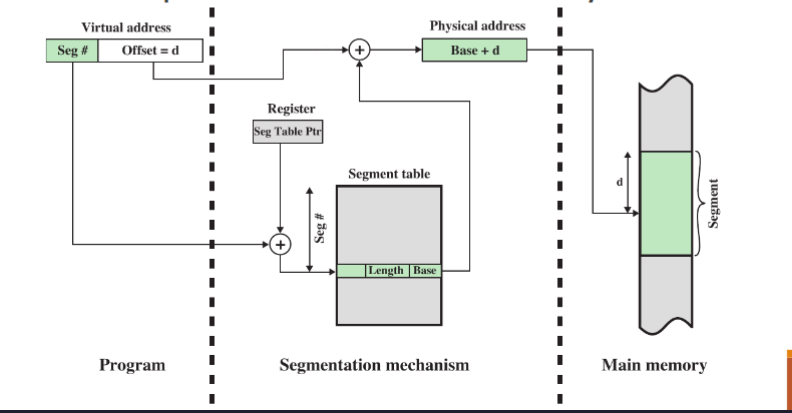 Virtual address
Seg # Offset = d
Physical address
+
Base + d
Register
Seg Table Ptr
Segment table
Seg #
+
Length Base
d
Segment
Program
Segmentation mechanism
Main memory